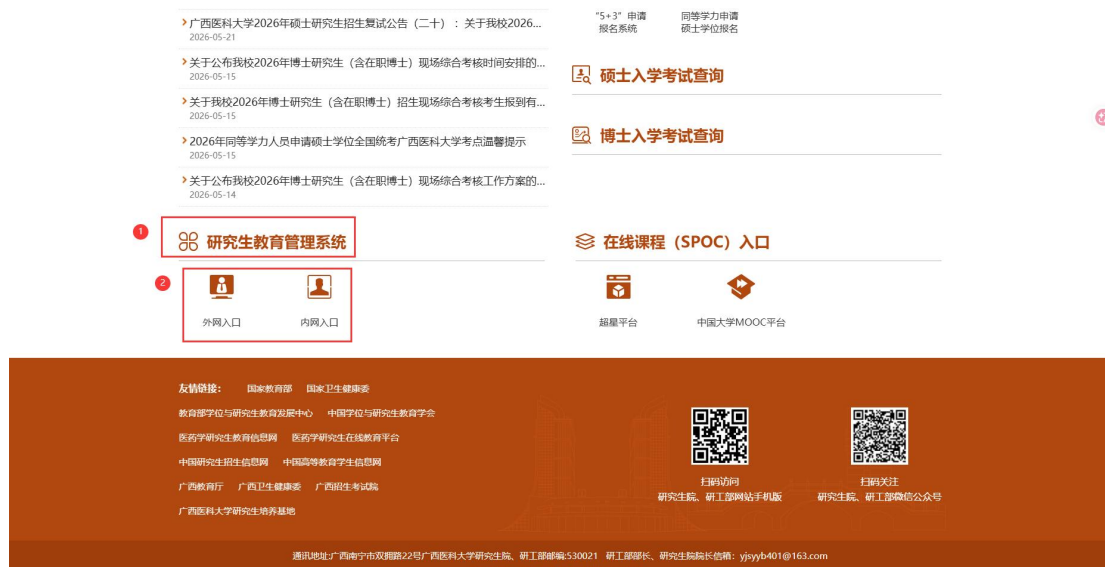 广西医科大学2026年硕士研究生招生复试公告（二十）：关于我校2026...
2026-05-21
关于公布我校2026年博士研究生（含在职博士）现场综合考核时间安排的...
2026-05-15
关于我校2026年博士研究生（含在职博士）招生现场综合考核考生报到有...
2026-05-15
2026年同等学力人员申请硕士学位全国统考广西医科大学考点温馨提示
2026-05-15
关于公布我校2026年博士研究生（含在职博士）现场综合考核工作方案的...
2026-05-14
“5+3”申请 同等学力申请
报名系统 硕士学位报名
硕士入学考试查询
博士入学考试查询
1
研究生教育管理系统
2
外网入口 内网入口
在线课程（SPOC）入口
超星平台 中国大学MOOC平台
友情链接： 国家教育部 国家卫生健康委
教育部学位与研究生教育发展中心 中国学位与研究生教育学会
医药学研究生教育信息网 医药学研究生在线教育平台
中国研究生招生信息网 中国高等教育学生信息网
广西教育厅 广西卫生健康委 广西招生考试院
广西医科大学研究生培养基地
扫码访问
研究生院、研工部网站手机版
扫码关注
研究生院、研工部微信公众号
通讯地址:广西南宁市双拥路22号广西医科大学研究生院、研工部邮编:530021 研工部部长、研究生院院长信箱：yjsyyb401@163.com